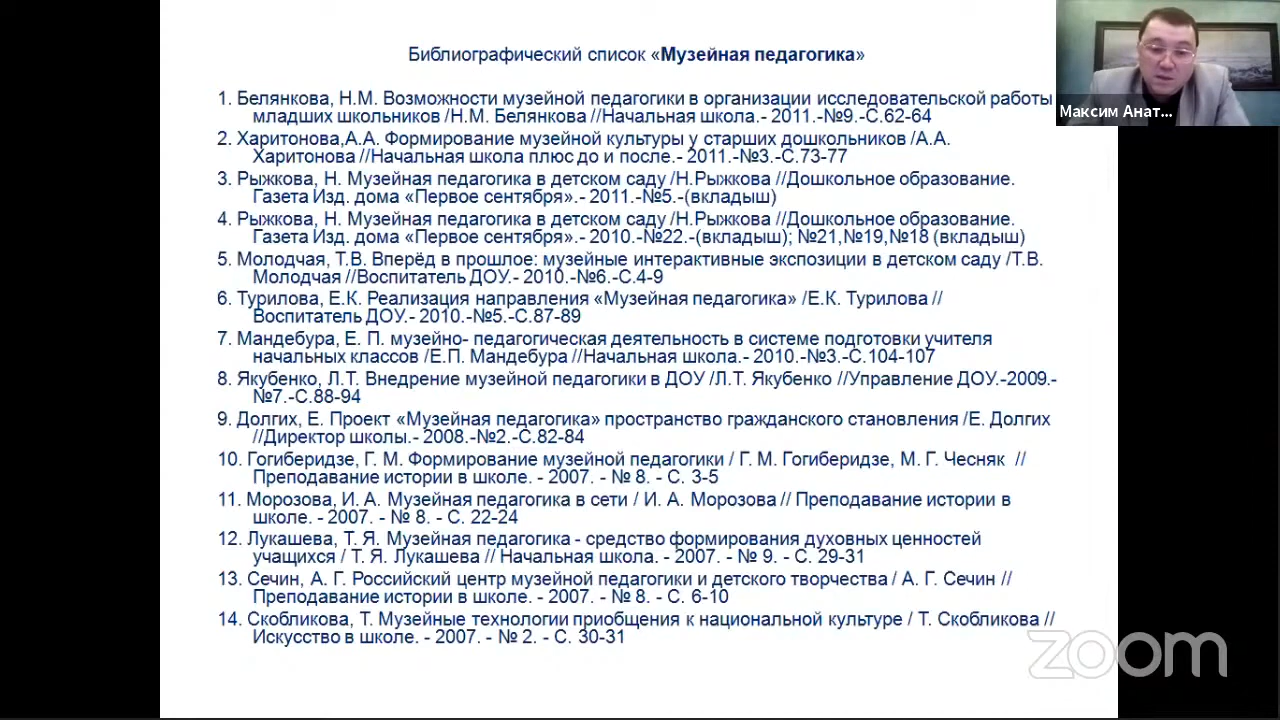 Библиографический список «Музейная педагогика»
1. Белянкова, Н.М. Возможности музейной педагогики в организации исследовательской работы
младших школьников /Н.М. Белянкова //Начальная школа.- 2011.-№9.-С.62-64
2. Харитонова,А.А. Формирование музейной культуры у старших дошкольников /А.А.
Харитонова //Начальная школа плюс до и после.- 2011.-№3.-С.73-77
3. Рыжкова, Н. Музейная педагогика в детском саду /Н.Рыжкова //Дошкольное образование.
Газета Изд. дома «Первое сентября».- 2011.-№5.-(вкладыш)
4. Рыжкова, Н. Музейная педагогика в детском саду /Н.Рыжкова //Дошкольное образование.
Газета Изд. дома «Первое сентября».- 2010.-№22.-(вкладыш); №21,№19,№18 (вкладыш)
5. Молодчая, Т.В. Вперёд в прошлое: музейные интерактивные экспозиции в детском саду /Т.В.
Молодчая //Воспитатель ДОУ.- 2010.-№6.-С.4-9
6. Турилова, Е.К. Реализация направления «Музейная педагогика» /Е.К. Турилова //
Воспитатель ДОУ.- 2010.-№5.-С.87-89
7. Мандебура, Е. П. музейно- педагогическая деятельность в системе подготовки учителя
начальных классов /Е.П. Мандебура //Начальная школа.- 2010.-№3.-С.104-107
8. Якубенко, Л.Т. Внедрение музейной педагогики в ДОУ /Л.Т. Якубенко //Управление ДОУ.-2009.-
№7.-С.88-94
9. Долгих, Е. Проект «Музейная педагогика» пространство гражданского становления /Е. Долгих
//Директор школы.- 2008.-№2.-С.82-84
10. Гогиберидзе, Г. М. Формирование музейной педагогики / Г. М. Гогиберидзе, М. Г. Чесняк //
Преподавание истории в школе. - 2007. - № 8. - С. 3-5
11. Морозова, И. А. Музейная педагогика в сети / И. А. Морозова // Преподавание истории в
школе. - 2007. - № 8. - С. 22-24
12. Лукашева, Т. Я. Музейная педагогика - средство формирования духовных ценностей
учащихся / Т. Я. Лукашева // Начальная школа. - 2007. - № 9. - С. 29-31
13. Сечин, А. Г. Российский центр музейной педагогики и детского творчества / А. Г. Сечин //
Преподавание истории в школе. - 2007. - № 8. - С. 6-10
14. Скобликова, Т. Музейные технологии приобщения к национальной культуре / Т. Скобликова //
Искусство в школе. - 2007. - № 2. - С. 30-31
Максим Анат...
zoom